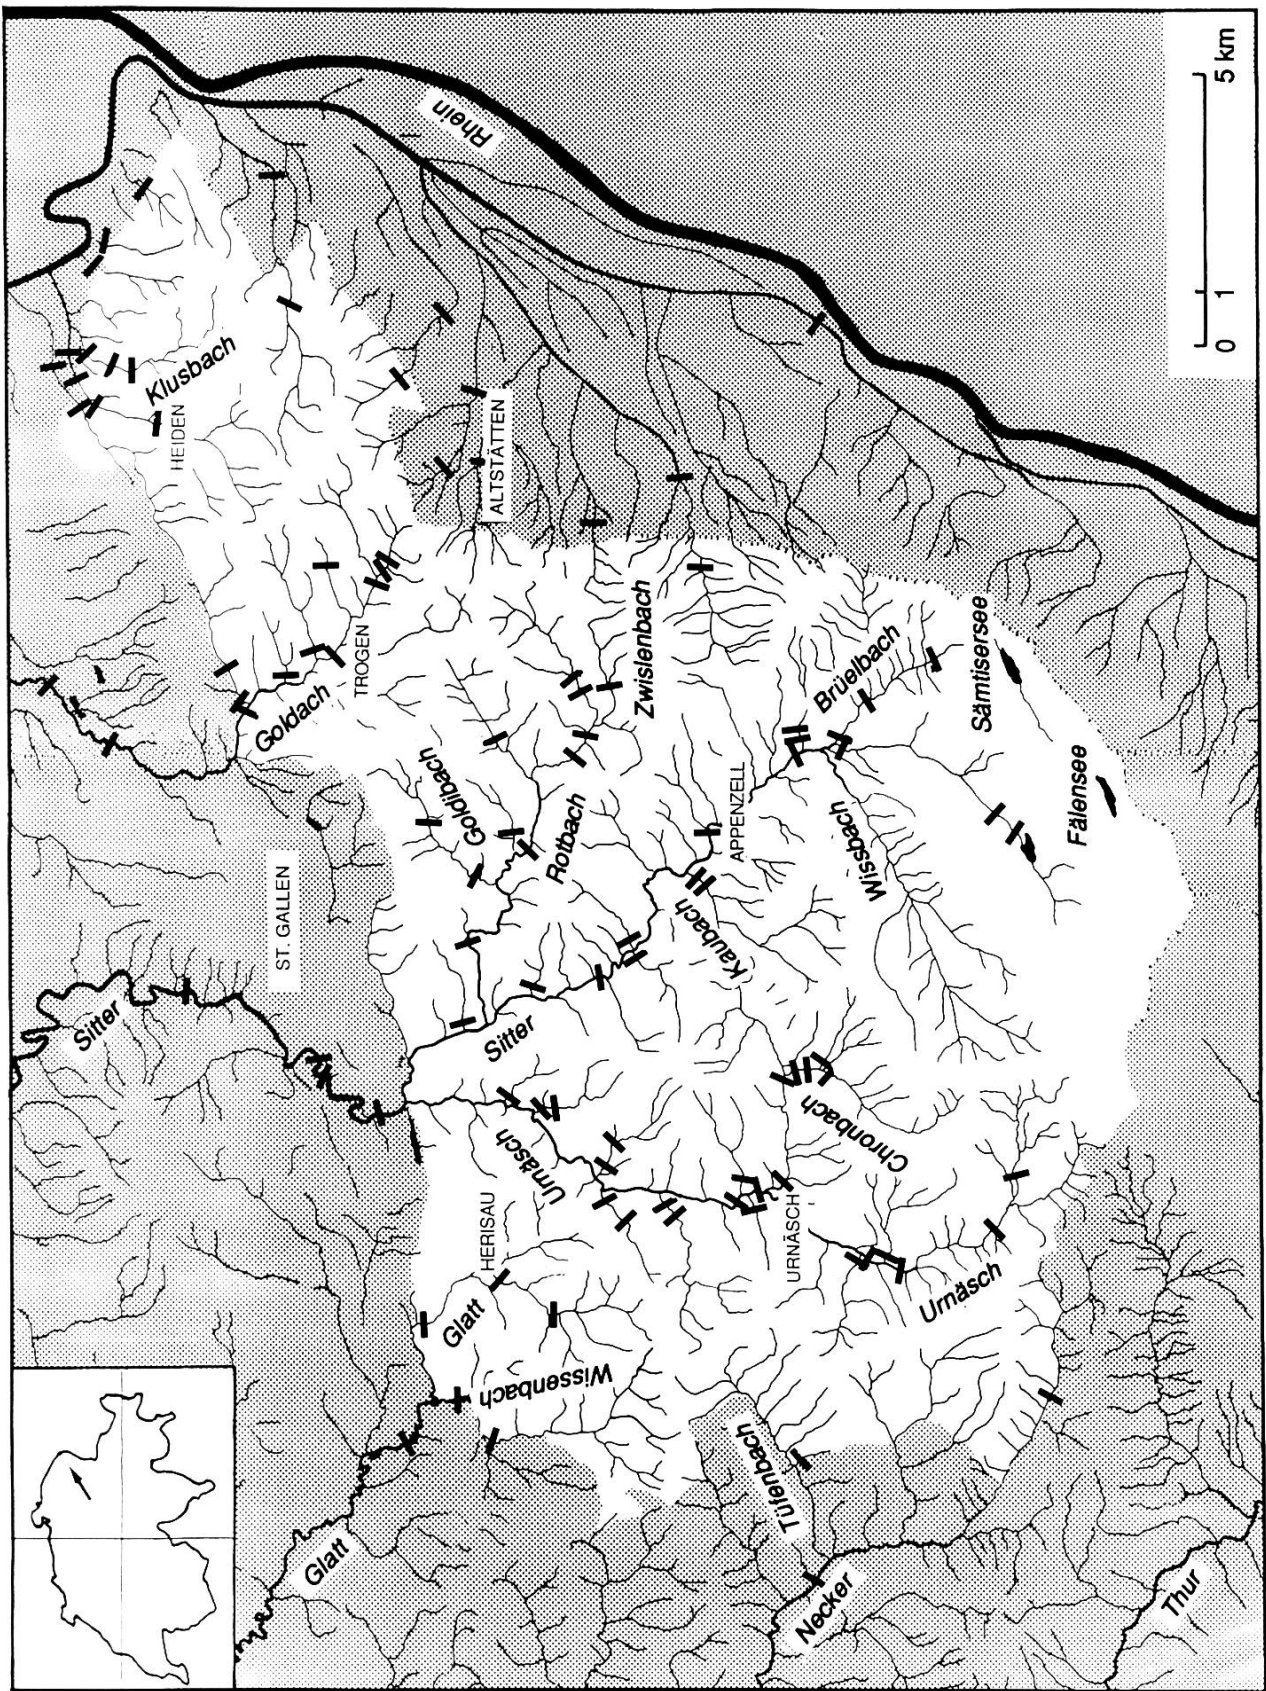 Rhein
0 1 5 km
Klusbach
HEIDEN
ALTSTÄTTEN
TROGEN
Goldach
Zwislenbach
Sämtisersee
Brüelbach
Goldibach
Rotbach
APPENZELL
Fälensee
Wissbach
ST. GALLEN
Kaubach
Sitter
Sitter
Chronbach
Urnäsch
HERISAU
URNÄSCH
Urnäsch
Glatt
Wissenbach
Tüfenbach
Glatt
Necker
Thur